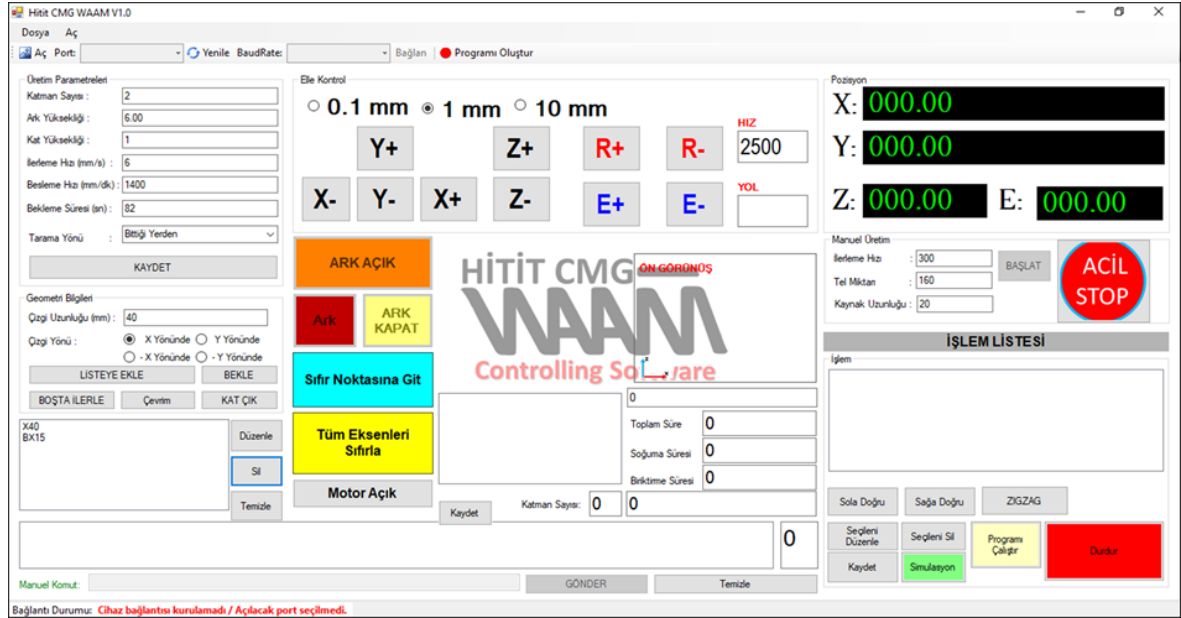 Hitit CMG WAAM V1.0
Dosya Aç
Aç Port: Yenile BaudRate: Bağlan Programı Oluştur
Üretim Parametreleri
Katman Sayısı : 2
Ark Yüksekliği : 6.00
Kat Yüksekliği : 1
İlerleme Hızı (mm/s) : 6
Besleme Hızı (mm/dk) : 1400
Bekleme Süresi (sn) : 82
Tarama Yönü : Bittiği Yerden
KAYDET
Geometri Bilgileri
Çizgi Uzunluğu (mm) : 40
Çizgi Yönü : X Yönünde Y Yönünde
- X Yönünde - Y Yönünde
LİSTEYE EKLE BEKLE
BOŞTA İLERLE Çevrim KAT ÇIK
X40
BX15
Düzenle
Sil
Temizle
Elle Kontrol
0.1 mm 1 mm 10 mm
Y+ Z+ R+ R-
HIZ
2500
X- Y- X+ Z- E+ E-
YOL
ARK AÇIK
Ark ARK KAPAT
Sıfır Noktasına Git
Tüm Eksenleri Sıfırla
Motor Açık
HİTİT CMG
WAAM
Controlling Software
ÖN GÖRÜNÜŞ
z
x
0
Toplam Süre 0
Soğuma Süresi 0
Biriktirme Süresi 0
Kaydet Katman Sayısı: 0 0
0
Pozisyon
X: 000.00
Y: 000.00
Z: 000.00 E: 000.00
Manuel Üretim
İlerleme Hızı : 300
Tel Miktarı : 160
Kaynak Uzunluğu : 20
BAŞLAT
ACİL
STOP
İŞLEM LİSTESİ
İşlem
Sola Doğru Sağa Doğru ZIGZAG
Seçileni Düzenle Seçileni Sil Programı Çalıştır Durdur
Kaydet Simulasyon
Manuel Komut: GÖNDER Temizle
Bağlantı Durumu: Cihaz bağlantısı kurulamadı / Açılacak port seçilmedi.